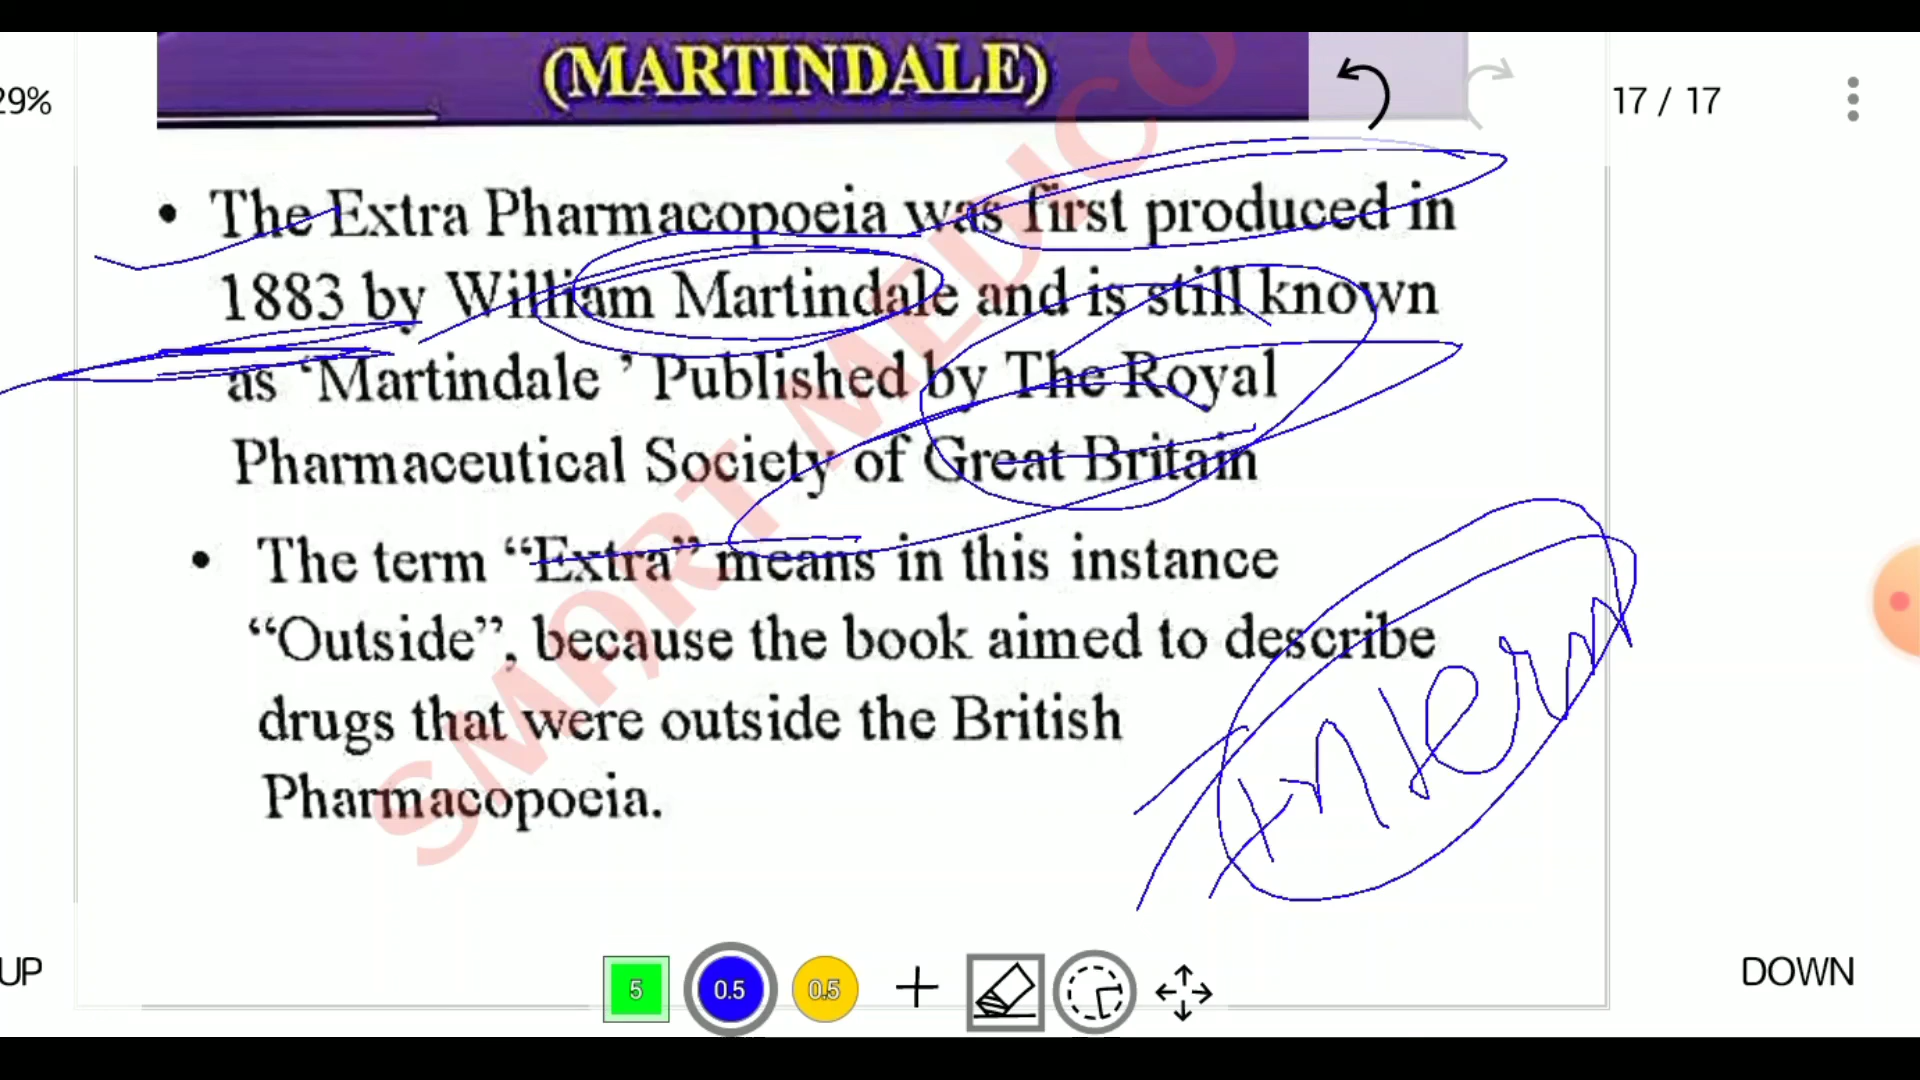 (MARTINDALE)
29%
17 / 17
• The Extra Pharmacopoeia was first produced in
1883 by William Martindale and is still known
as ‘Martindale ’ Published by The Royal
Pharmaceutical Society of Great Britain
• The term “Extra” means in this instance
“Outside”, because the book aimed to describe
drugs that were outside the British
Pharmacopoeia.
SMART MEDICO
UP
5
0.5
0.5
DOWN